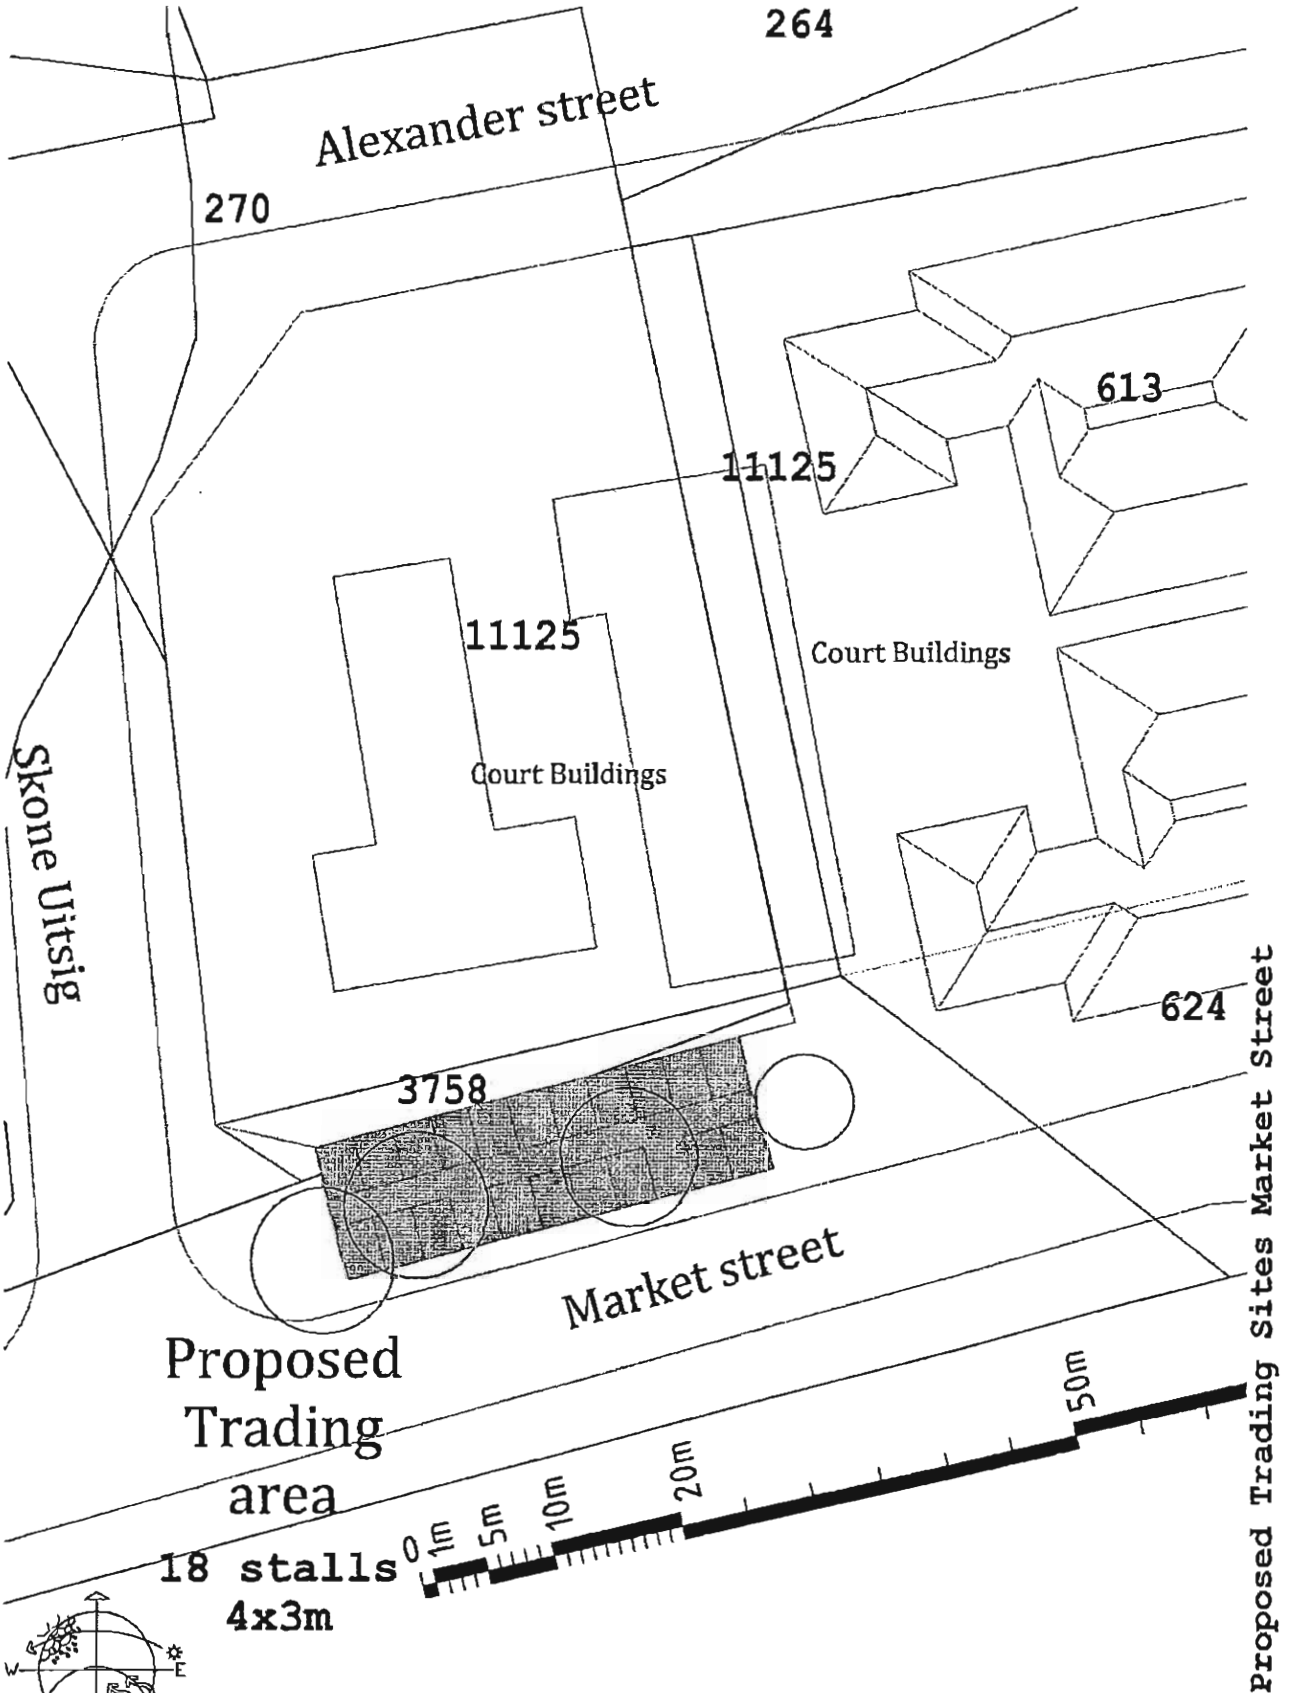 264
Alexander street
270
613
11125
11125
Court Buildings
Court Buildings
Skone Uitsig
624
3758
Market street
Proposed
Trading
area
18 stalls
4x3m
0
1m
5m
10m
20m
50m
W
E
Proposed Trading Sites Market Street